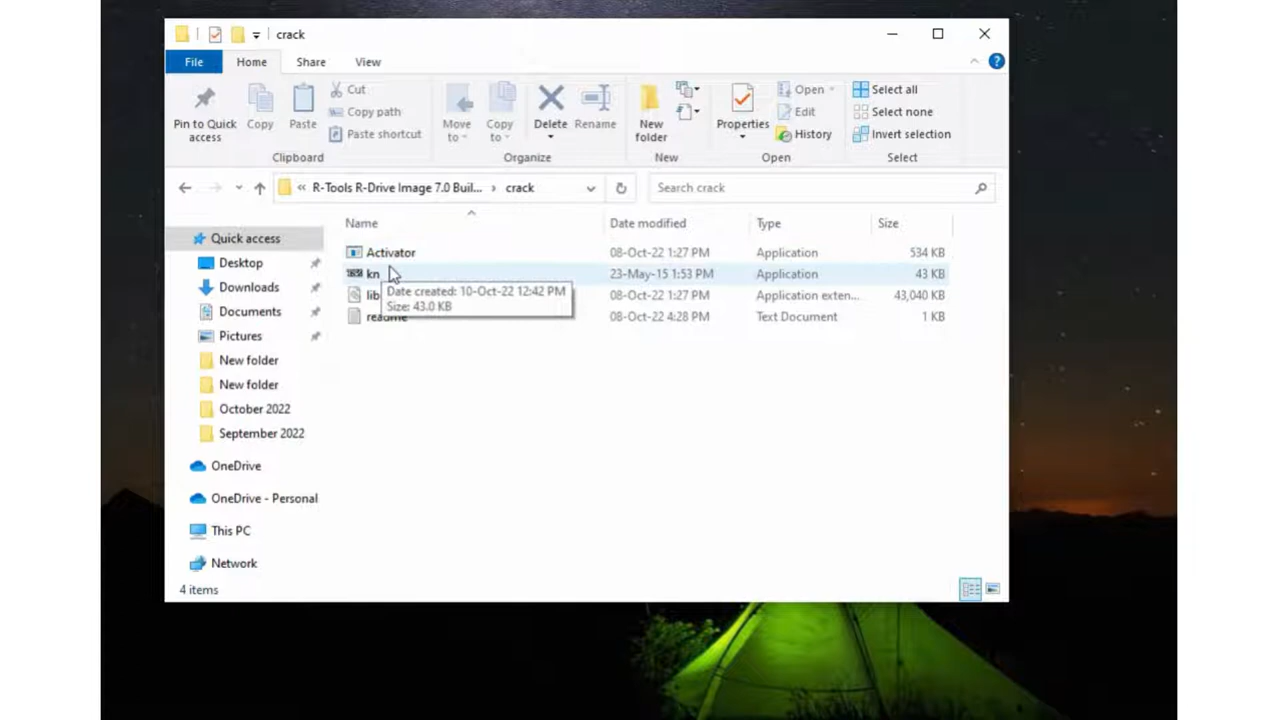 crack
File Home Share View
Pin to Quick access
Copy
Paste
Cut
Copy path
Paste shortcut
Clipboard
Move to
Copy to
Delete
Rename
Organize
New folder
New
Properties
Open
Edit
History
Open
Select all
Select none
Invert selection
Select
« R-Tools R-Drive Image 7.0 Buil... › crack
Search crack
Name Date modified Type Size
Activator 08-Oct-22 1:27 PM Application 534 KB
kn 23-May-15 1:53 PM Application 43 KB
lib 08-Oct-22 1:27 PM Application exten... 43,040 KB
readme 08-Oct-22 4:28 PM Text Document 1 KB
Date created: 10-Oct-22 12:42 PM
Size: 43.0 KB
Quick access
Desktop
Downloads
Documents
Pictures
New folder
New folder
October 2022
September 2022
OneDrive
OneDrive - Personal
This PC
Network
4 items